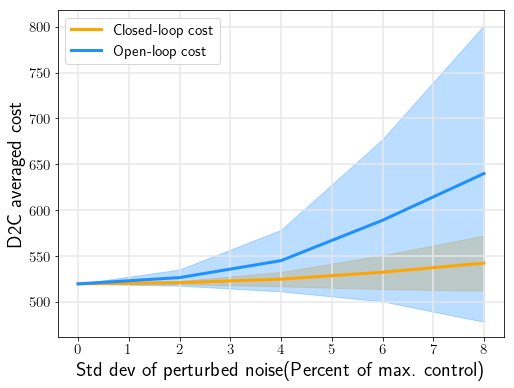 Closed-loop cost
Open-loop cost
D2C averaged cost
800
750
700
650
600
550
500
0 1 2 3 4 5 6 7 8
Std dev of perturbed noise(Percent of max. control)